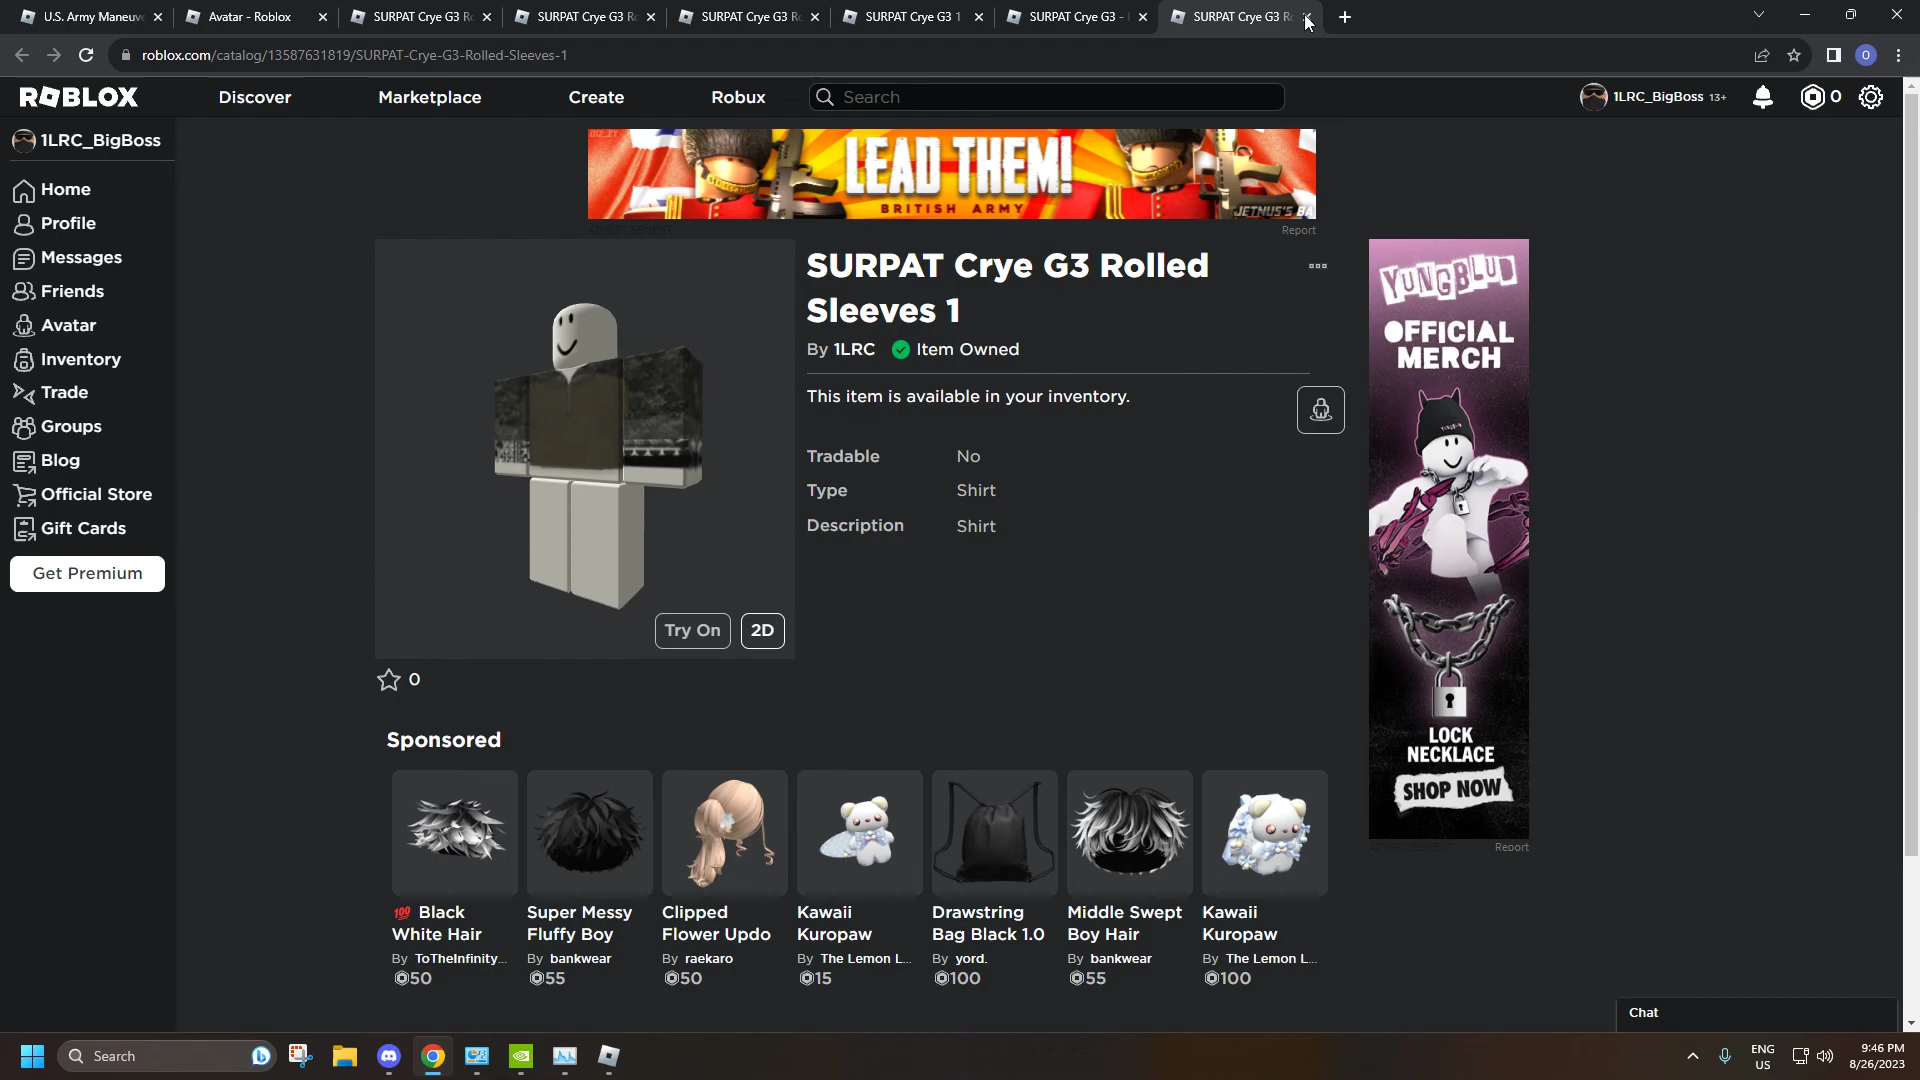 U.S. Army Maneuv
Avatar - Roblox
SURPAT Crye G3 R
SURPAT Crye G3 R
SURPAT Crye G3 R
SURPAT Crye G3 1
SURPAT Crye G3 -
SURPAT Crye G3 R
roblox.com/catalog/13587631819/SURPAT-Crye-G3-Rolled-Sleeves-1
O
ROBLOX
Discover
Marketplace
Create
Robux
Search
1LRC_BigBoss 13+
0
1LRC_BigBoss
Home
Profile
Messages
Friends
Avatar
Inventory
Trade
Groups
Blog
Official Store
Gift Cards
Get Premium
LEAD THEM!
BRITISH ARMY
JETNUS'S BA
ADVERTISEMENT
Report
SURPAT Crye G3 Rolled
Sleeves 1
By 1LRC Item Owned
This item is available in your inventory.
Tradable No
Type Shirt
Description Shirt
Try On
2D
0
YUNGBLUD
OFFICIAL
MERCH
LOCK
NECKLACE
SHOP NOW
ADVERTISEMENT
Report
Sponsored
💯 Black
White Hair
By ToTheInfinity...
50
Super Messy
Fluffy Boy
By bankwear
55
Clipped
Flower Updo
By raekaro
50
Kawaii
Kuropaw
By The Lemon L...
15
Drawstring
Bag Black 1.0
By yord.
100
Middle Swept
Boy Hair
By bankwear
55
Kawaii
Kuropaw
By The Lemon L...
100
Chat
Search
ENG
US
9:46 PM
8/26/2023